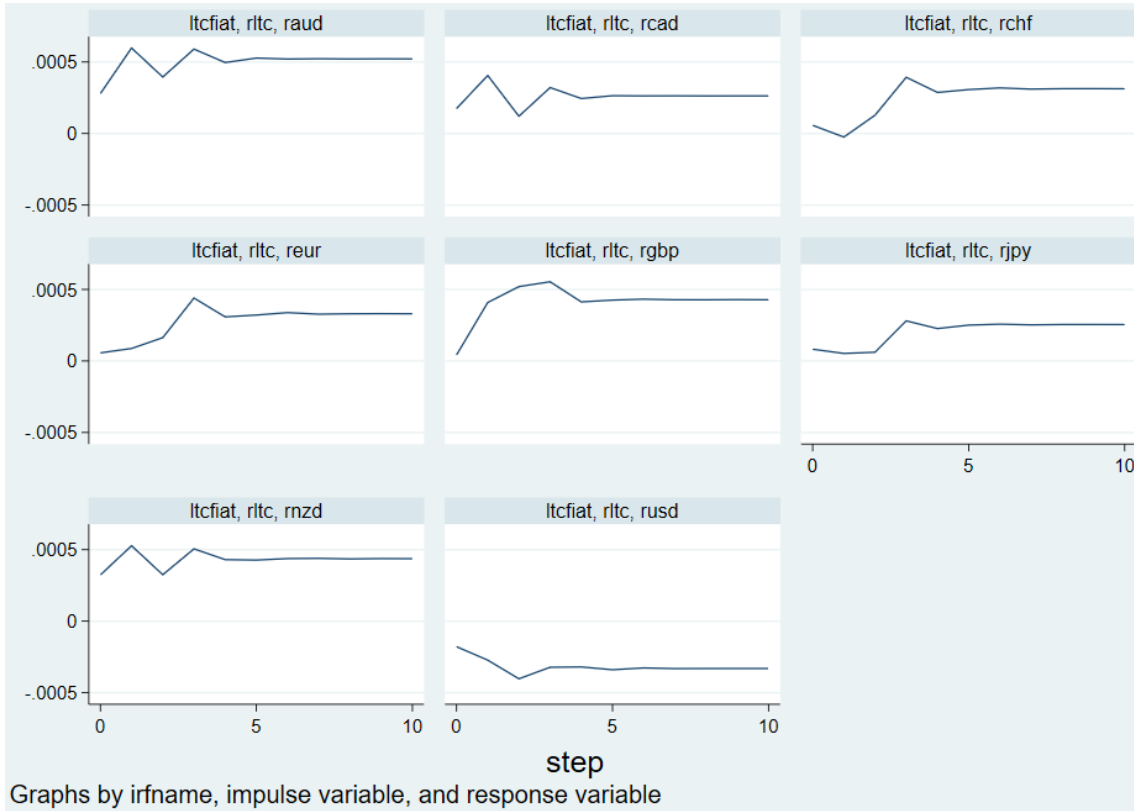 ltcfiat, rltc, raud
ltcfiat, rltc, rcad
ltcfiat, rltc, rchf
.0005
0
-.0005
ltcfiat, rltc, reur
ltcfiat, rltc, rgbp
ltcfiat, rltc, rjpy
.0005
0
-.0005
0 5 10
ltcfiat, rltc, rnzd
ltcfiat, rltc, rusd
.0005
0
-.0005
0 5 10
0 5 10
step
Graphs by irfname, impulse variable, and response variable